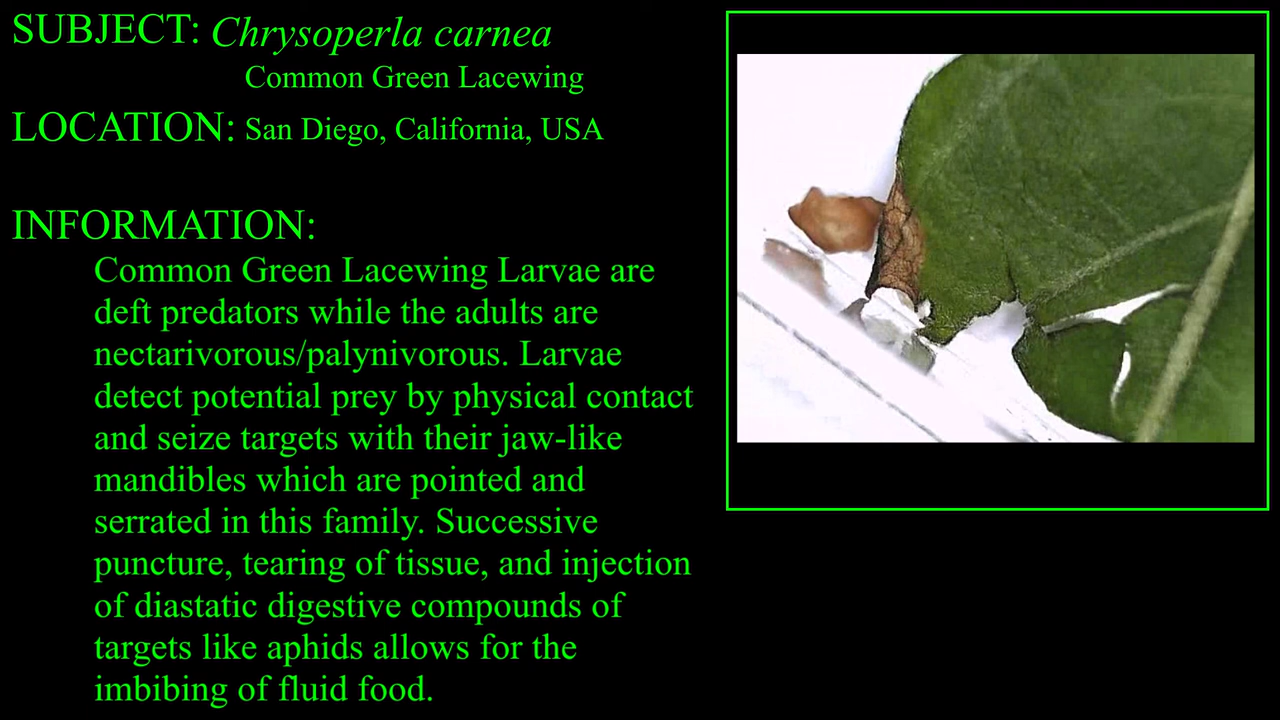 SUBJECT: Chrysoperla carnea
Common Green Lacewing
LOCATION: San Diego, California, USA
INFORMATION:
Common Green Lacewing Larvae are
deft predators while the adults are
nectarivorous/palynivorous. Larvae
detect potential prey by physical contact
and seize targets with their jaw-like
mandibles which are pointed and
serrated in this family. Successive
puncture, tearing of tissue, and injection
of diastatic digestive compounds of
targets like aphids allows for the
imbibing of fluid food.